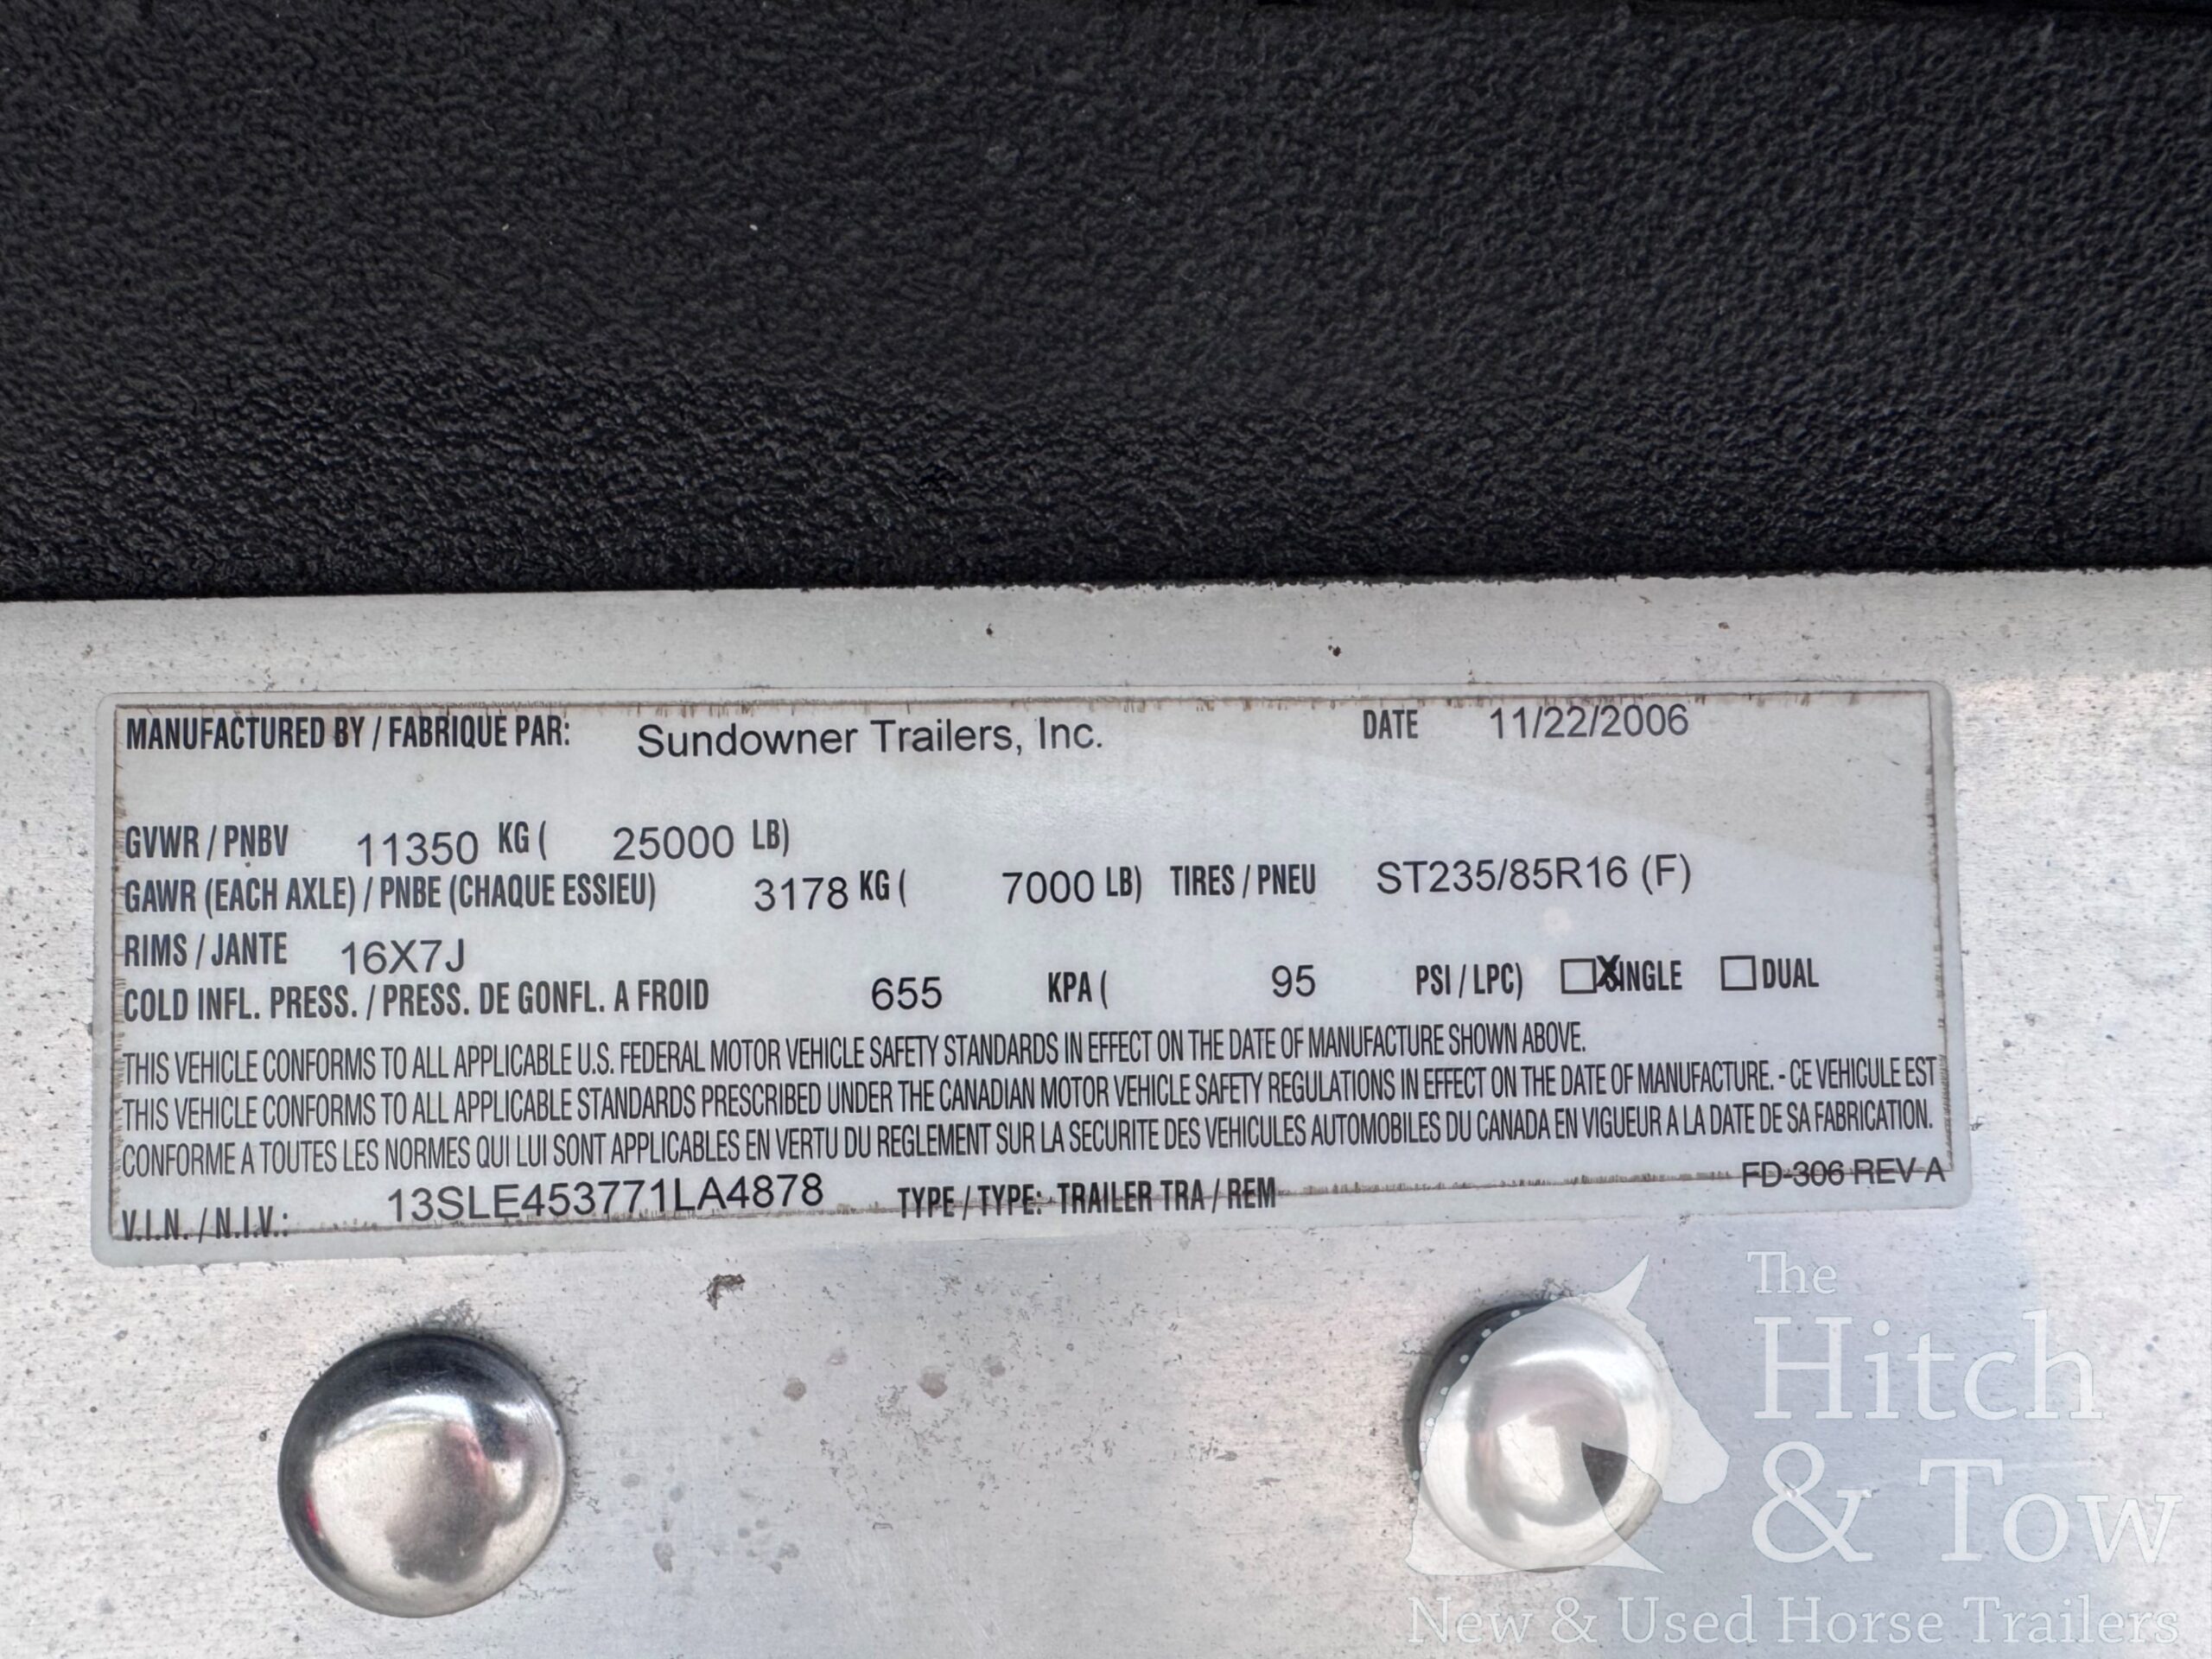 MANUFACTURED BY / FABRIQUE PAR: Sundowner Trailers, Inc. DATE 11/22/2006
GVWR / PNBV 11350 KG ( 25000 LB)
GAWR (EACH AXLE) / PNBE (CHAQUE ESSIEU) 3178 KG ( 7000 LB) TIRES / PNEU ST235/85R16 (F)
RIMS / JANTE 16X7J
COLD INFL. PRESS. / PRESS. DE GONFL. A FROID 655 KPA ( 95 PSI / LPC) ☐ XSINGLE ☐ DUAL
THIS VEHICLE CONFORMS TO ALL APPLICABLE U.S. FEDERAL MOTOR VEHICLE SAFETY STANDARDS IN EFFECT ON THE DATE OF MANUFACTURE SHOWN ABOVE.
THIS VEHICLE CONFORMS TO ALL APPLICABLE STANDARDS PRESCRIBED UNDER THE CANADIAN MOTOR VEHICLE SAFETY REGULATIONS IN EFFECT ON THE DATE OF MANUFACTURE. - CE VEHICULE EST
CONFORME A TOUTES LES NORMES QUI LUI SONT APPLICABLES EN VERTU DU REGLEMENT SUR LA SECURITE DES VEHICULES AUTOMOBILES DU CANADA EN VIGUEUR A LA DATE DE SA FABRICATION.
V.I.N. / N.I.V.: 13SLE453771LA4878 TYPE / TYPE: TRAILER TRA / REM FD-306 REV A
The
Hitch
& Tow
New & Used Horse Trailers